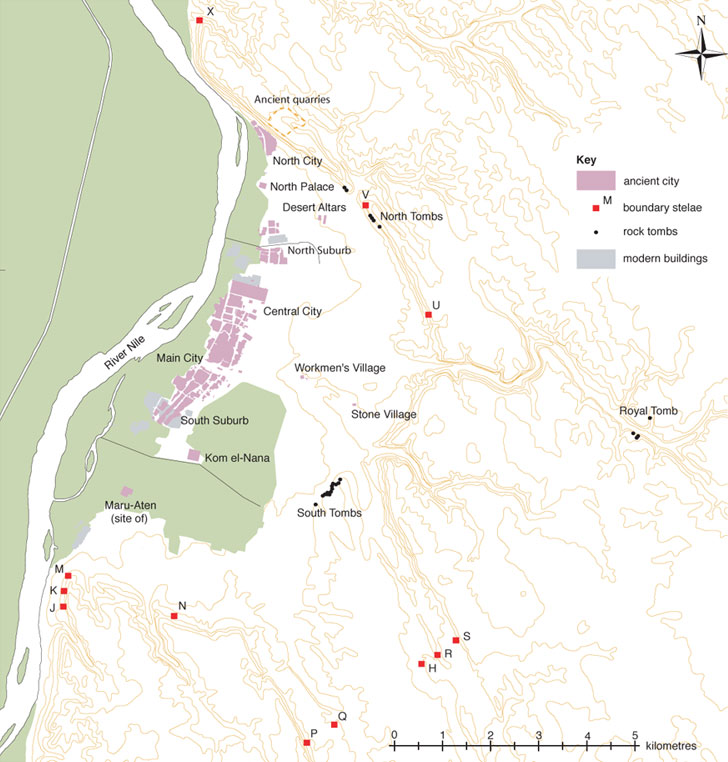 X
N
Ancient quarries
North City
Key
ancient city
North Palace
V
M
boundary stelae
Desert Altars
North Tombs
rock tombs
North Suburb
modern buildings
U
Central City
River Nile
Main City
Workmen's Village
Stone Village
Royal Tomb
South Suburb
Kom el-Nana
Maru-Aten
(site of)
South Tombs
M
K
J
N
S
R
H
Q
P
0 1 2 3 4 5 kilometres